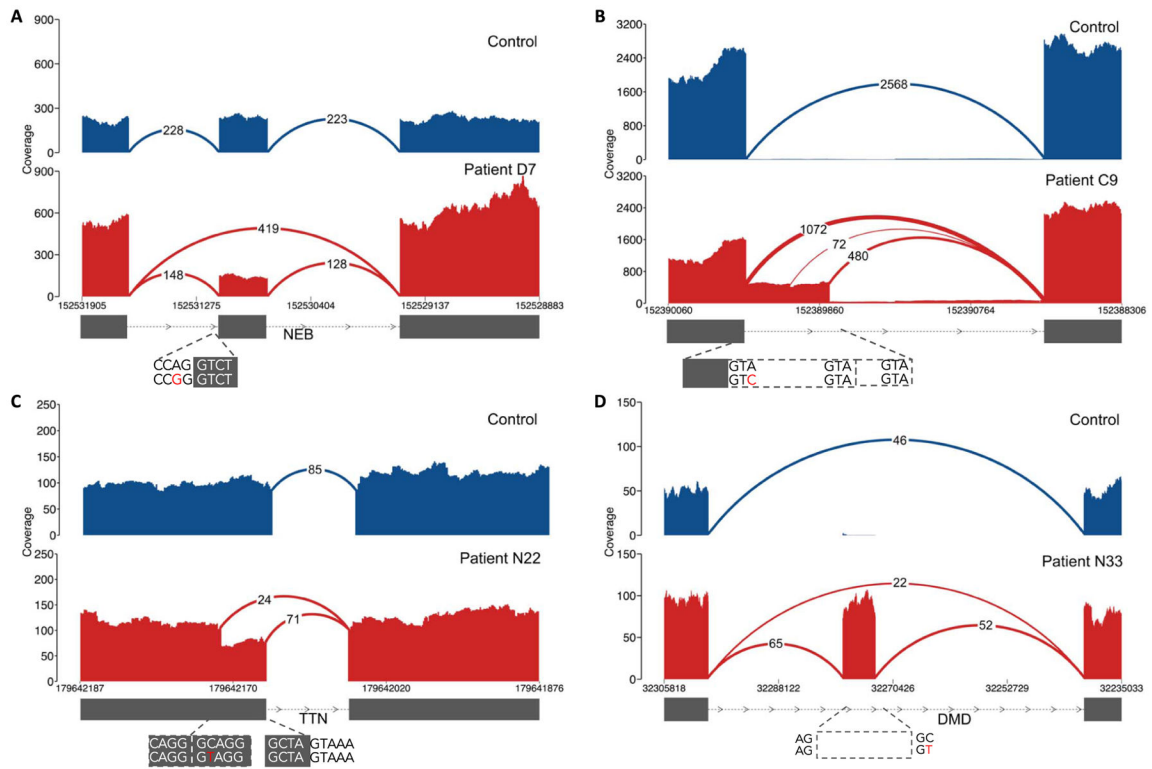 A
900
600
300
0
Coverage
Control
228
223
Patient D7
900
600
300
0
419
148
128
152531905
152531275
152530404
152529137
152528883
NEB
CCAG GTCT
CCGG GTCT
B
3200
2400
1600
800
0
Coverage
Control
2568
Patient C9
3200
2400
1600
800
0
1072
72
480
152390060
152389860
152390764
152388306
GTA GTA GTA
GTC GTA GTA
C
250
200
150
100
50
0
Coverage
Control
85
Patient N22
250
200
150
100
50
0
24
71
179642187
179642170
179642020
179641876
TTN
CAGG GCAGG GCTA GTAAA
CAGG GTAGG GCTA GTAAA
D
150
100
50
0
Coverage
Control
46
Patient N33
150
100
50
0
22
65
52
32305818
32288122
32270426
32252729
32235033
DMD
AG GC
AG GT